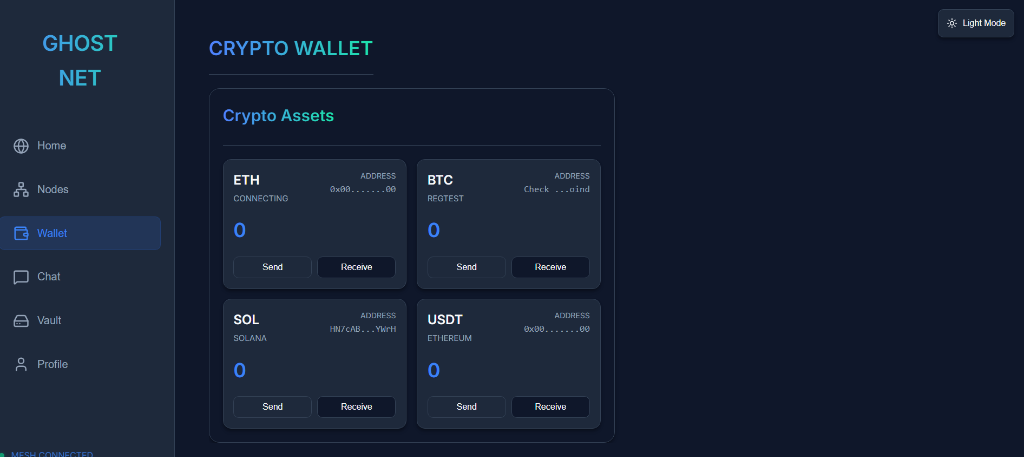 GHOST
NET
Home
Nodes
Wallet
Chat
Vault
Profile
MESH CONNECTED
Light Mode
CRYPTO WALLET
Crypto Assets
ETH
CONNECTING
ADDRESS
0x00.......00
0
Send
Receive
BTC
REGTEST
ADDRESS
Check ...oind
0
Send
Receive
SOL
SOLANA
ADDRESS
HN7cAB...YWrH
0
Send
Receive
USDT
ETHEREUM
ADDRESS
0x00.......00
0
Send
Receive